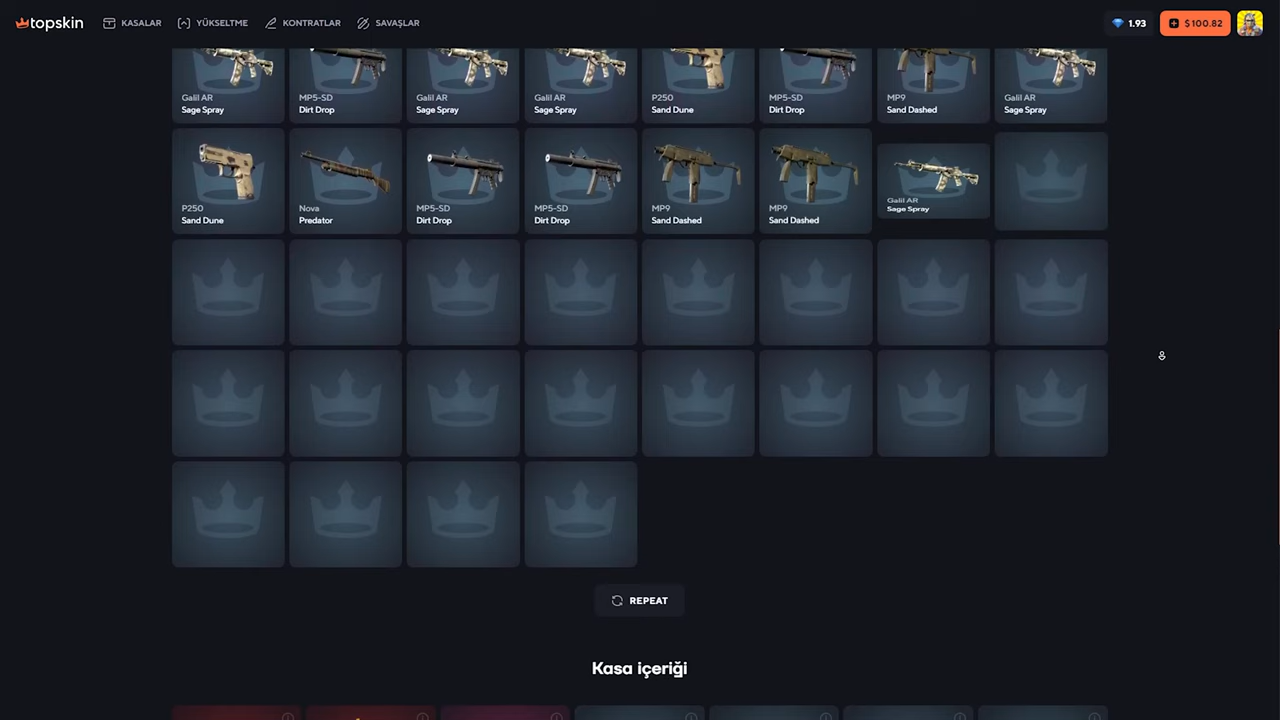 topskin KASALAR YÜKSELTME KONTRATLAR SAVAŞLAR 1.93 $100.82
Galil AR MP5-SD Galil AR Galil AR P250 MP5-SD MP9 Galil AR
Sage Spray Dirt Drop Sage Spray Sage Spray Sand Dune Dirt Drop Sand Dashed Sage Spray
P250 Nova MP5-SD MP5-SD MP9 MP9 Galil AR
Sand Dune Predator Dirt Drop Dirt Drop Sand Dashed Sand Dashed Sage Spray
REPEAT
Kasa içeriği